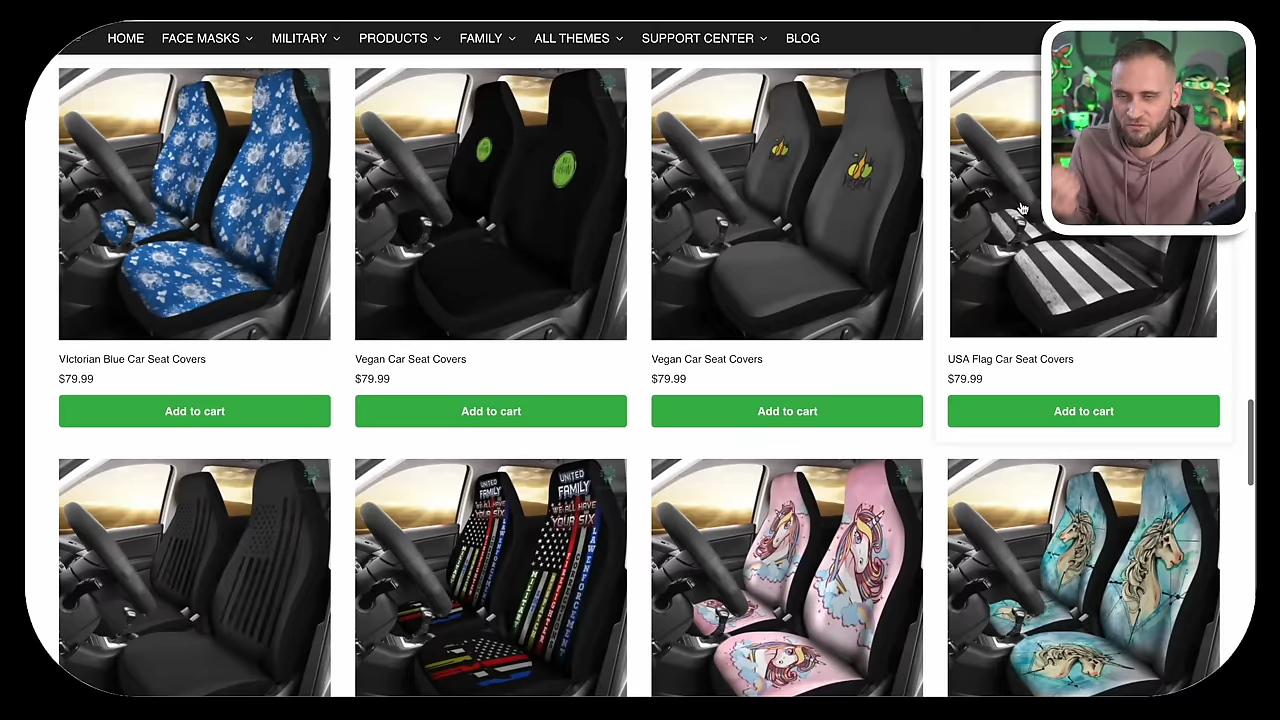 HOME FACE MASKS MILITARY PRODUCTS FAMILY ALL THEMES SUPPORT CENTER BLOG
VIctorian Blue Car Seat Covers
$79.99
Add to cart
Vegan Car Seat Covers
$79.99
Add to cart
Vegan Car Seat Covers
$79.99
Add to cart
USA Flag Car Seat Covers
$79.99
Add to cart
UNITED
FAMILY
WE ALL HAVE
YOUR SIX
UNITED
FAMILY
WE ALL HAVE
YOUR SIX
LAW ENFORCEMENT